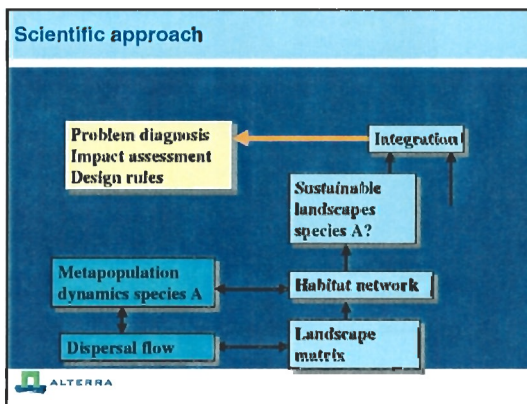 Scientific approach
Problem diagnosis
Impact assessment
Design rules
Integration
Sustainable
landscapes
species A?
Metapopulation
dynamics species A
Habitat network
Dispersal flow
Landscape
matrix
ALTERRA